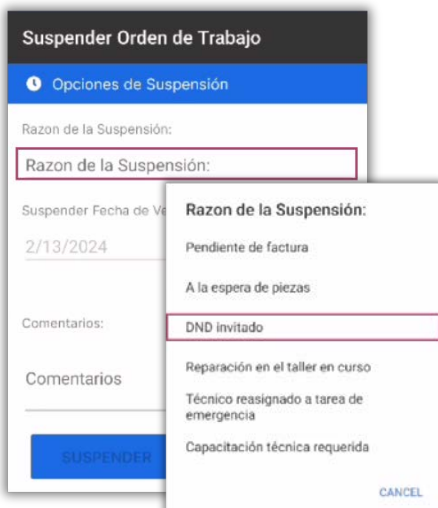 Suspender Orden de Trabajo
Opciones de Suspensión
Razon de la Suspensión:
Razon de la Suspensión:
Suspender Fecha de
2/13/2024
Comentarios:
Comentarios
SUSPENDER
Razon de la Suspensión:
Pendiente de factura
A la espera de piezas
DND invitado
Reparación en el taller en curso
Técnico reasignado a tarea de
emergencia
Capacitación técnica requerida
CANCEL